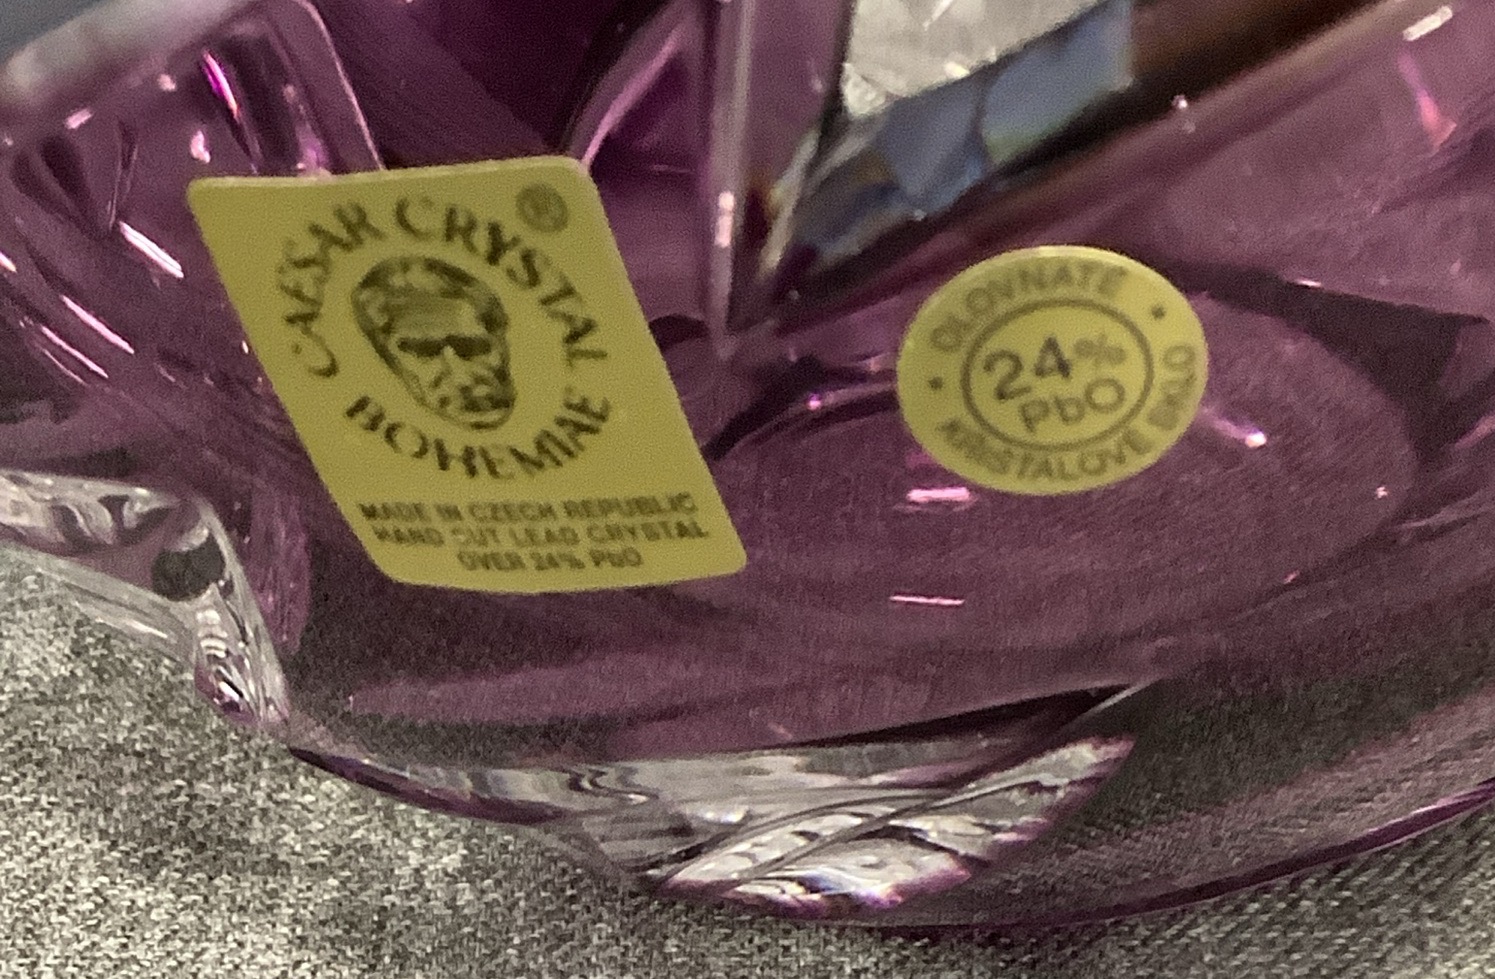 CAESAR CRYSTAL ®
BOHEMIAE
MADE IN CZECH REPUBLIC
HAND CUT LEAD CRYSTAL
OVER 24% PbO
OLOVNATÉ
24%
PbO
KŘIŠŤÁLOVÉ SKLO